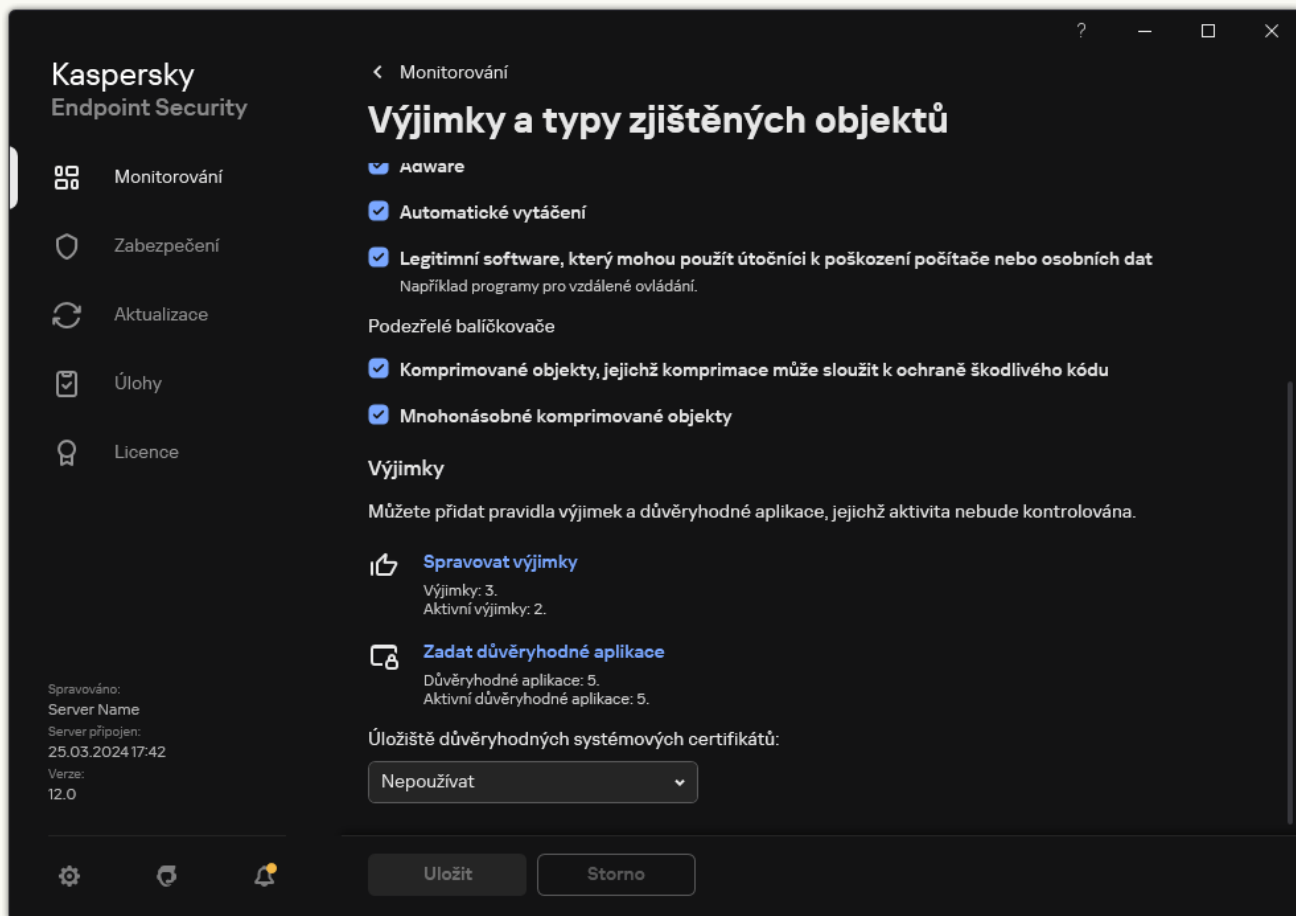 ?
Kaspersky
Endpoint Security
Monitorování
Zabezpečení
Aktualizace
Úlohy
Licence
Spravováno:
Server Name
Server připojen:
25.03.2024 17:42
Verze:
12.0
Monitorování
Výjimky a typy zjištěných objektů
Adware
Automatické vytáčení
Legitimní software, který mohou použít útočníci k poškození počítače nebo osobních dat
Například programy pro vzdálené ovládání.
Podezřelé balíčkovače
Komprimované objekty, jejichž komprimace může sloužit k ochraně škodlivého kódu
Mnohonásobné komprimované objekty
Výjimky
Můžete přidat pravidla výjimek a důvěryhodné aplikace, jejichž aktivita nebude kontrolována.
Spravovat výjimky
Výjimky: 3.
Aktivní výjimky: 2.
Zadat důvěryhodné aplikace
Důvěryhodné aplikace: 5.
Aktivní důvěryhodné aplikace: 5.
Úložiště důvěryhodných systémových certifikátů:
Nepoužívat
Uložit
Storno